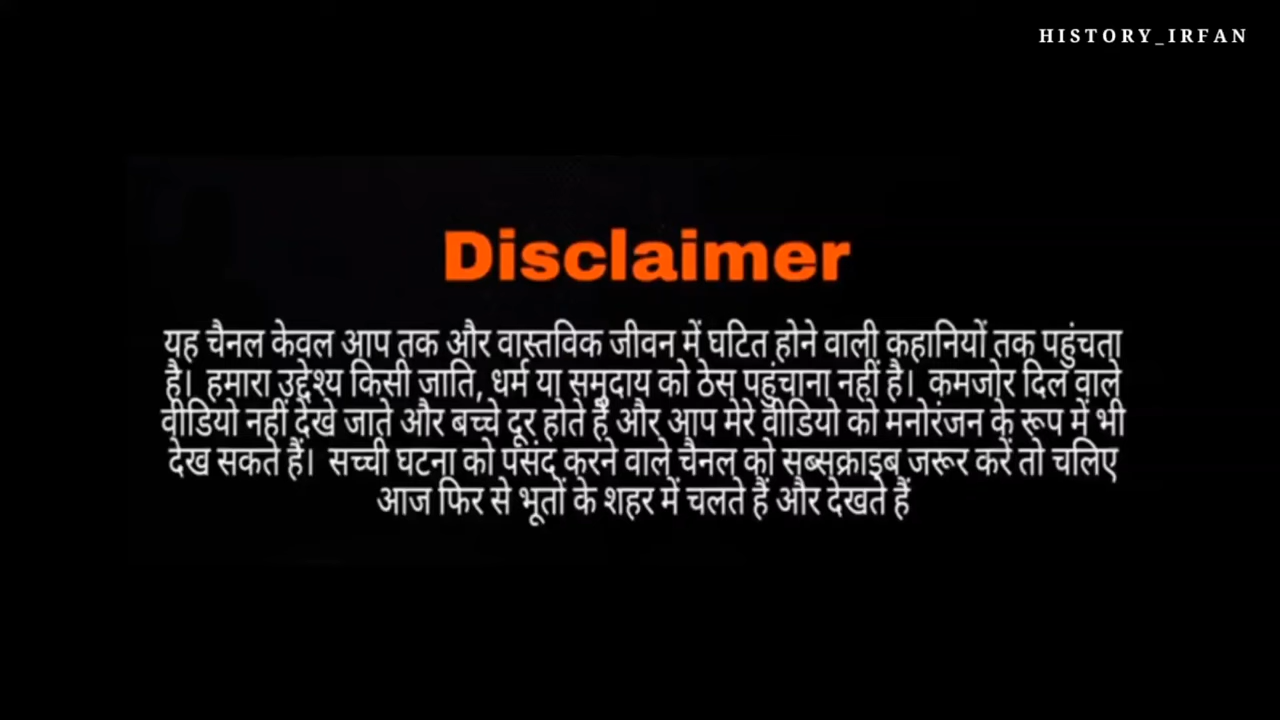 HISTORY_IRFAN
Disclaimer
यह चैनल केवल आप तक और वास्तविक जीवन में घटित होने वाली कहानियों तक पहुंचता
है। हमारा उद्देश्य किसी जाति, धर्म या समुदाय को ठेस पहुंचाना नहीं है। कमजोर दिल वाले
वीडियो नहीं देखे जाते और बच्चे दूर होते हैं और आप मेरे वीडियो को मनोरंजन के रूप में भी
देख सकते हैं। सच्ची घटना को पसंद करने वाले चैनल को सब्सक्राइब जरूर करें तो चलिए
आज फिर से भूतों के शहर में चलते हैं और देखते हैं